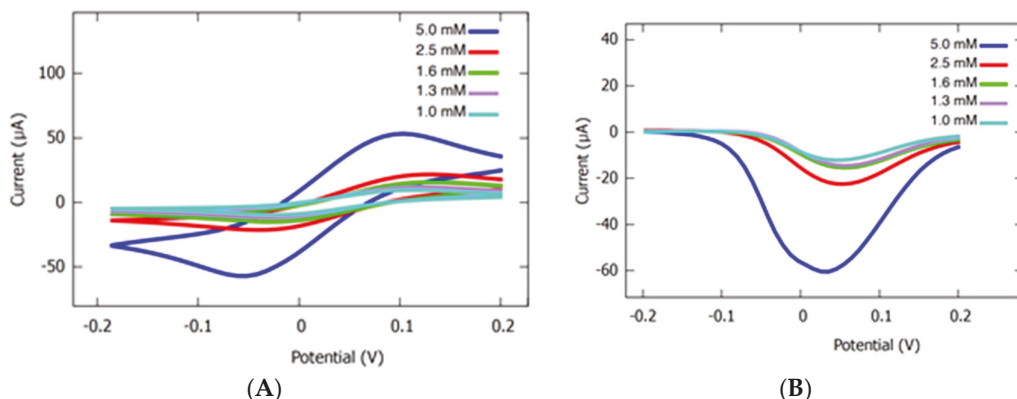 5.0 mM
2.5 mM
1.6 mM
1.3 mM
1.0 mM
100
50
0
-50
Current (µA)
-0.2
-0.1
0
0.1
0.2
Potential (V)
(A)
5.0 mM
2.5 mM
1.6 mM
1.3 mM
1.0 mM
40
20
0
-20
-40
-60
Current (µA)
-0.2
-0.1
0
0.1
0.2
Potential (V)
(B)